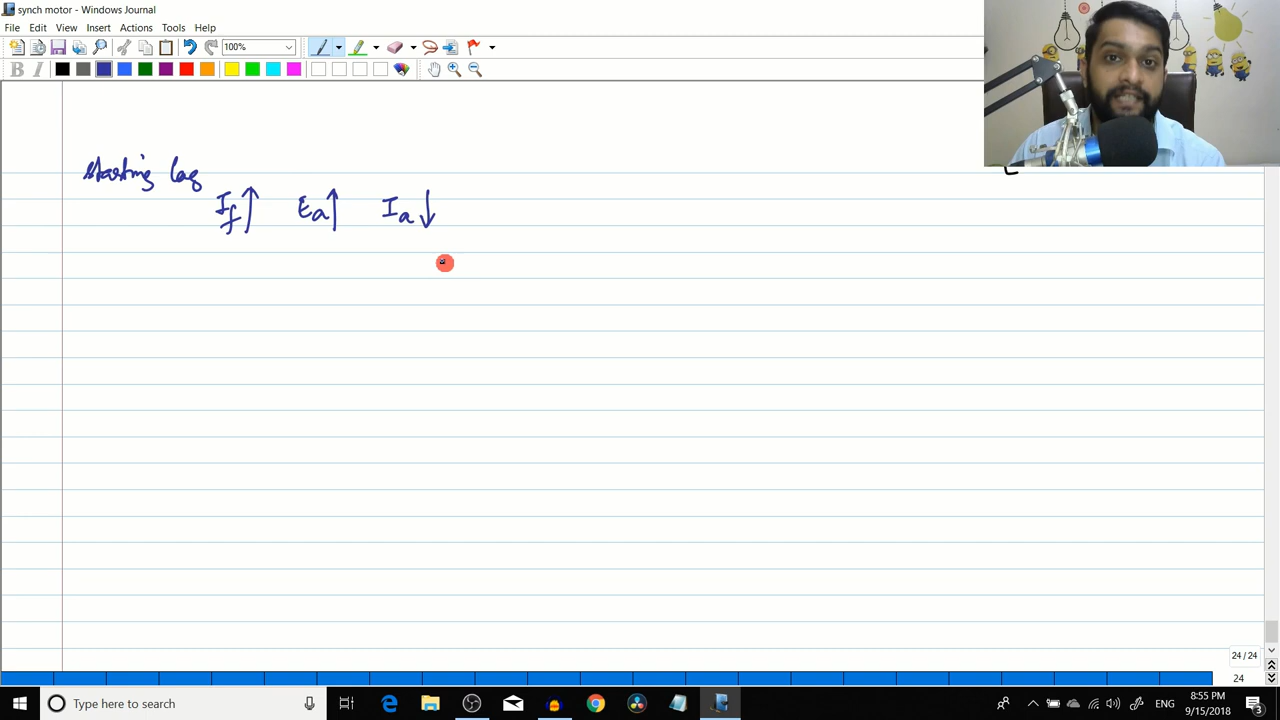 synch motor - Windows Journal
File Edit View Insert Actions Tools Help
100%
B I
starting lag
If↑ Ea↑ Ia↓
24 / 24
24
Type here to search
ENG
8:55 PM
9/15/2018
3